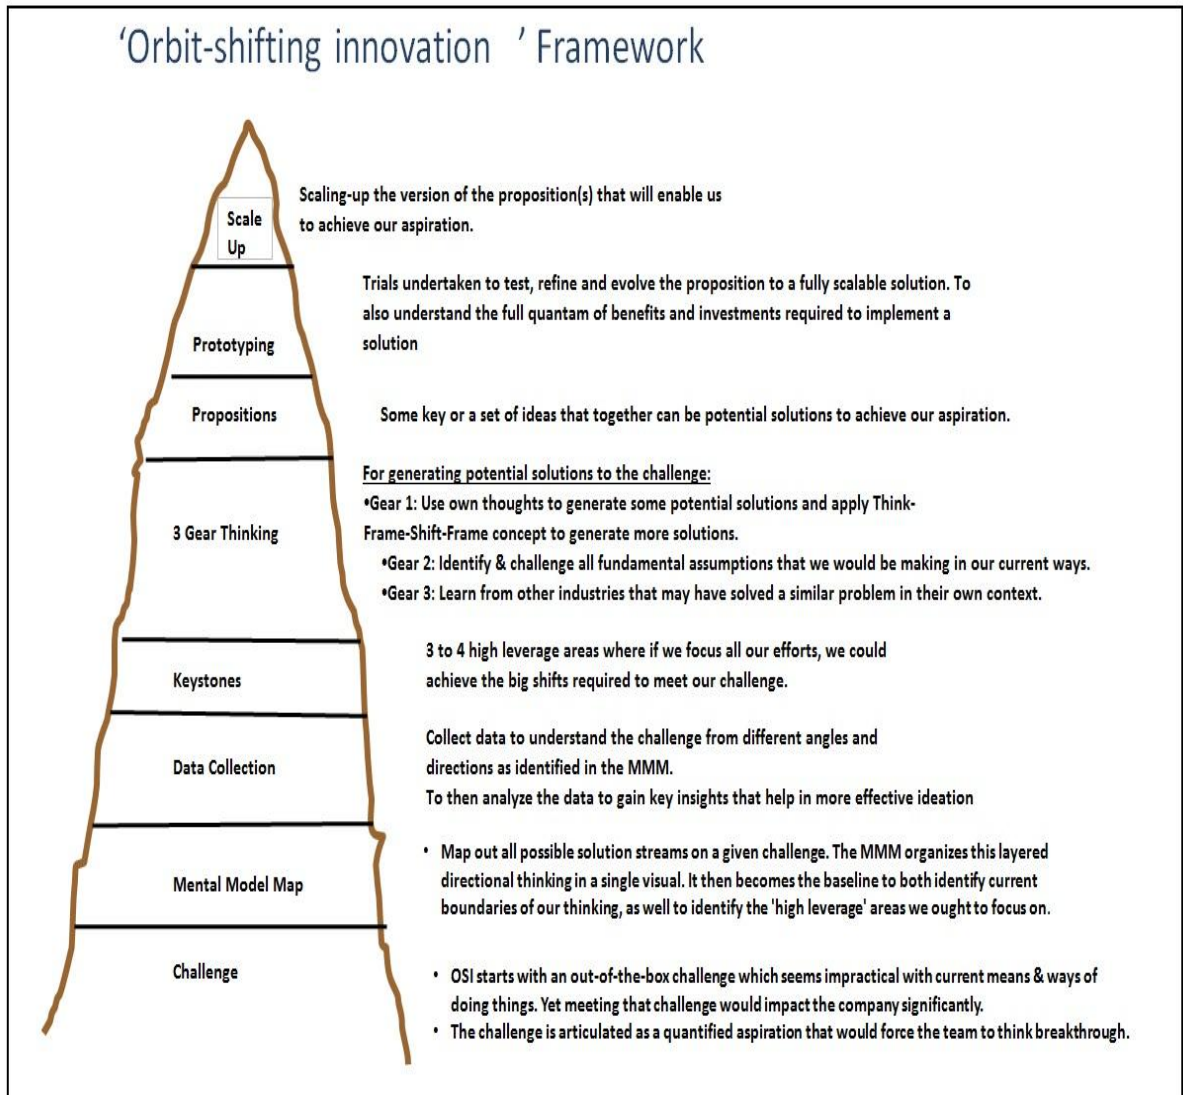 ‘Orbit-shifting innovation ’ Framework
Scale
Up
Scaling-up the version of the proposition(s) that will enable us
to achieve our aspiration.
Prototyping
Trials undertaken to test, refine and evolve the proposition to a fully scalable solution. To
also understand the full quantam of benefits and investments required to implement a
solution
Propositions
Some key or a set of ideas that together can be potential solutions to achieve our aspiration.
3 Gear Thinking
For generating potential solutions to the challenge:
•Gear 1: Use own thoughts to generate some potential solutions and apply Think-
Frame-Shift-Frame concept to generate more solutions.
•Gear 2: Identify & challenge all fundamental assumptions that we would be making in our current ways.
•Gear 3: Learn from other industries that may have solved a similar problem in their own context.
Keystones
3 to 4 high leverage areas where if we focus all our efforts, we could
achieve the big shifts required to meet our challenge.
Data Collection
Collect data to understand the challenge from different angles and
directions as identified in the MMM.
To then analyze the data to gain key insights that help in more effective ideation
Mental Model Map
• Map out all possible solution streams on a given challenge. The MMM organizes this layered
directional thinking in a single visual. It then becomes the baseline to both identify current
boundaries of our thinking, as well to identify the 'high leverage' areas we ought to focus on.
Challenge
• OSI starts with an out-of-the-box challenge which seems impractical with current means & ways of
doing things. Yet meeting that challenge would impact the company significantly.
• The challenge is articulated as a quantified aspiration that would force the team to think breakthrough.